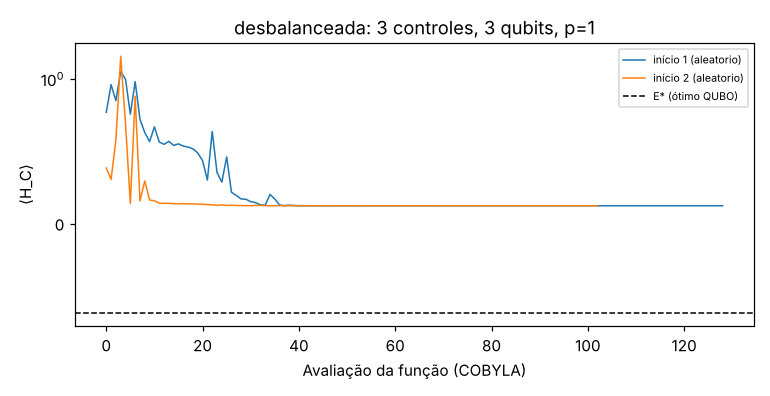 desbalanceada: 3 controles, 3 qubits, p=1
início 1 (aleatorio)
início 2 (aleatorio)
E* (ótimo QUBO)
10⁰
0
⟨H_C⟩
0 20 40 60 80 100 120
Avaliação da função (COBYLA)